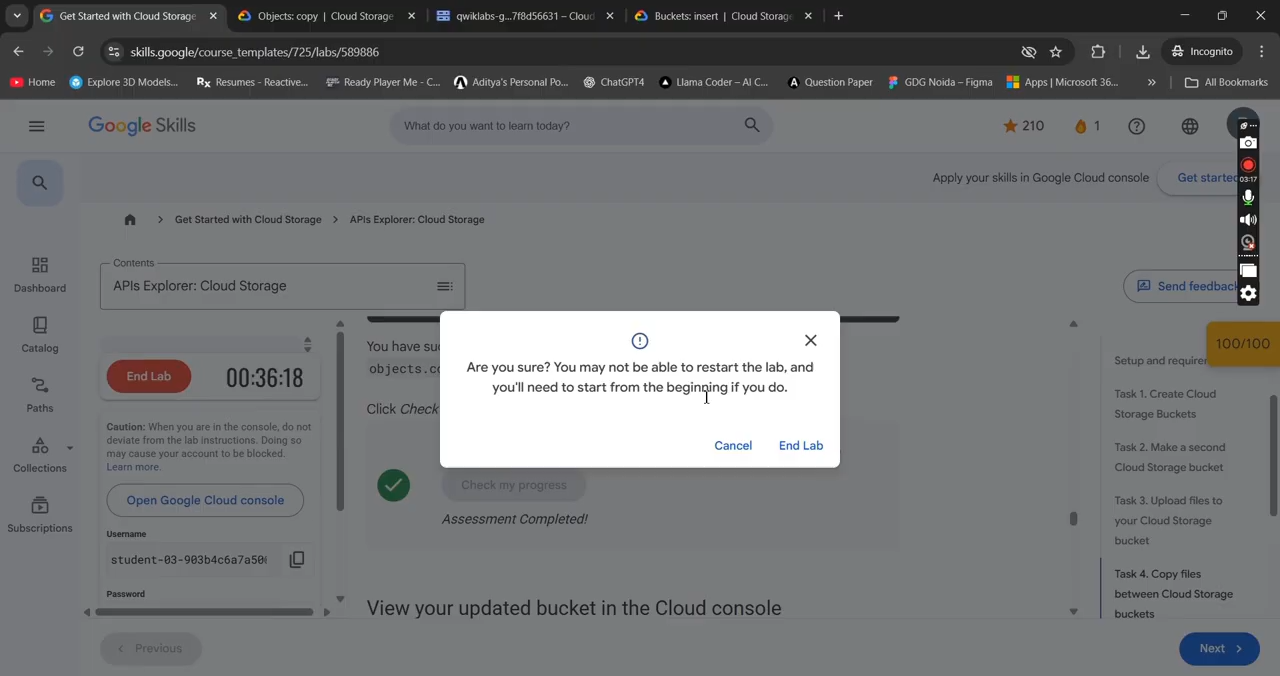 Get Started with Cloud Storage
Objects: copy | Cloud Storage
qwiklabs-g...7f8d56631 – Cloud
Buckets: insert | Cloud Storage
skills.google/course_templates/725/labs/589886
Incognito
Home
Explore 3D Models...
Resumes - Reactive...
Ready Player Me - C...
Aditya's Personal Po...
ChatGPT4
Llama Coder – AI C...
Question Paper
GDG Noida – Figma
Apps | Microsoft 36...
All Bookmarks
Google Skills
What do you want to learn today?
210
1
03:17
Apply your skills in Google Cloud console
Get started
Get Started with Cloud Storage
APIs Explorer: Cloud Storage
Dashboard
Catalog
Paths
Collections
Subscriptions
Contents
APIs Explorer: Cloud Storage
Send feedback
100/100
End Lab
00:36:18
Caution: When you are in the console, do not
deviate from the lab instructions. Doing so
may cause your account to be blocked.
Learn more.
Open Google Cloud console
Username
student-03-903b4c6a7a50
Password
You have suc
objects.co
Click Check
Are you sure? You may not be able to restart the lab, and
you'll need to start from the beginning if you do.
Cancel
End Lab
Check my progress
Assessment Completed!
View your updated bucket in the Cloud console
Setup and requirer
Task 1. Create Cloud
Storage Buckets
Task 2. Make a second
Cloud Storage bucket
Task 3. Upload files to
your Cloud Storage
bucket
Task 4. Copy files
between Cloud Storage
buckets
Previous
Next